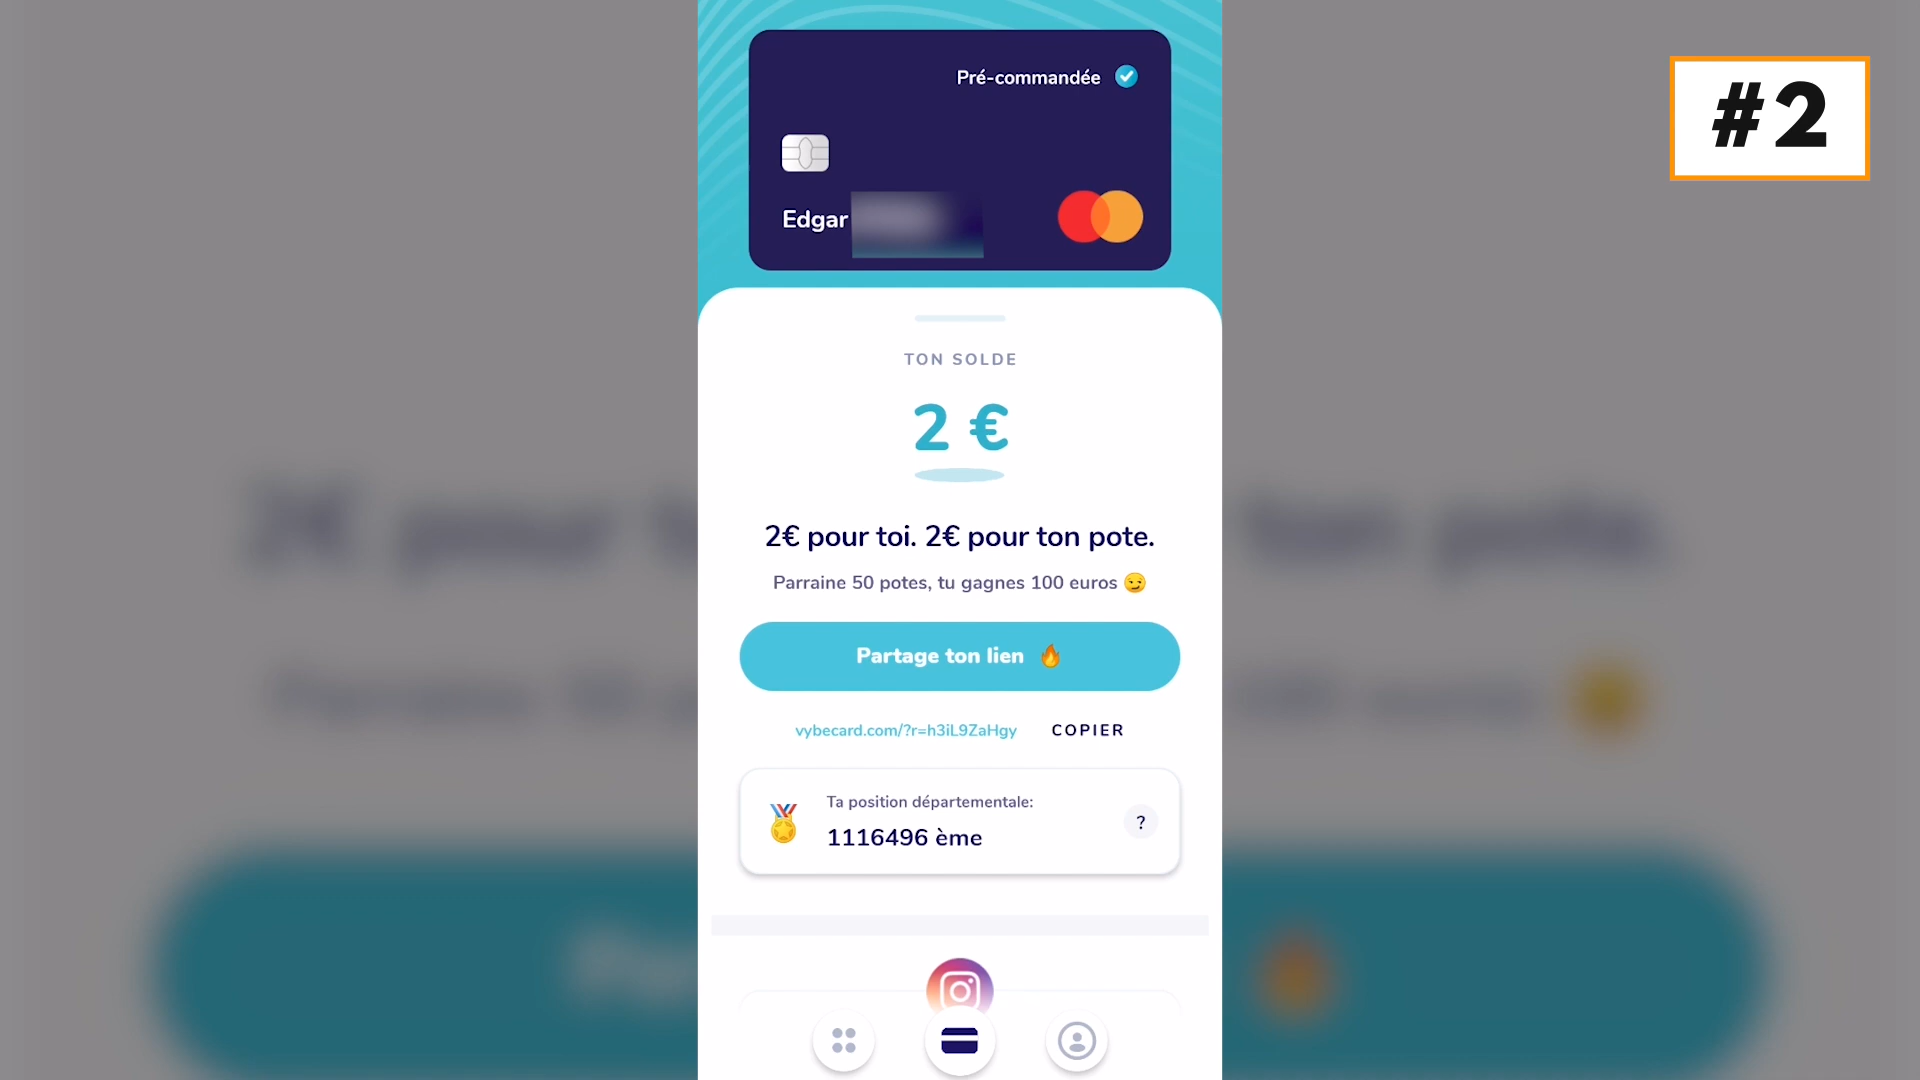 #2
Pré-commandée
Edgar
TON SOLDE
2 €
2€ pour toi. 2€ pour ton pote.
Parraine 50 potes, tu gagnes 100 euros 😏
Partage ton lien 🔥
vybecard.com/?r=h3iL9ZaHgy COPIER
Ta position départementale:
1116496 ème
?